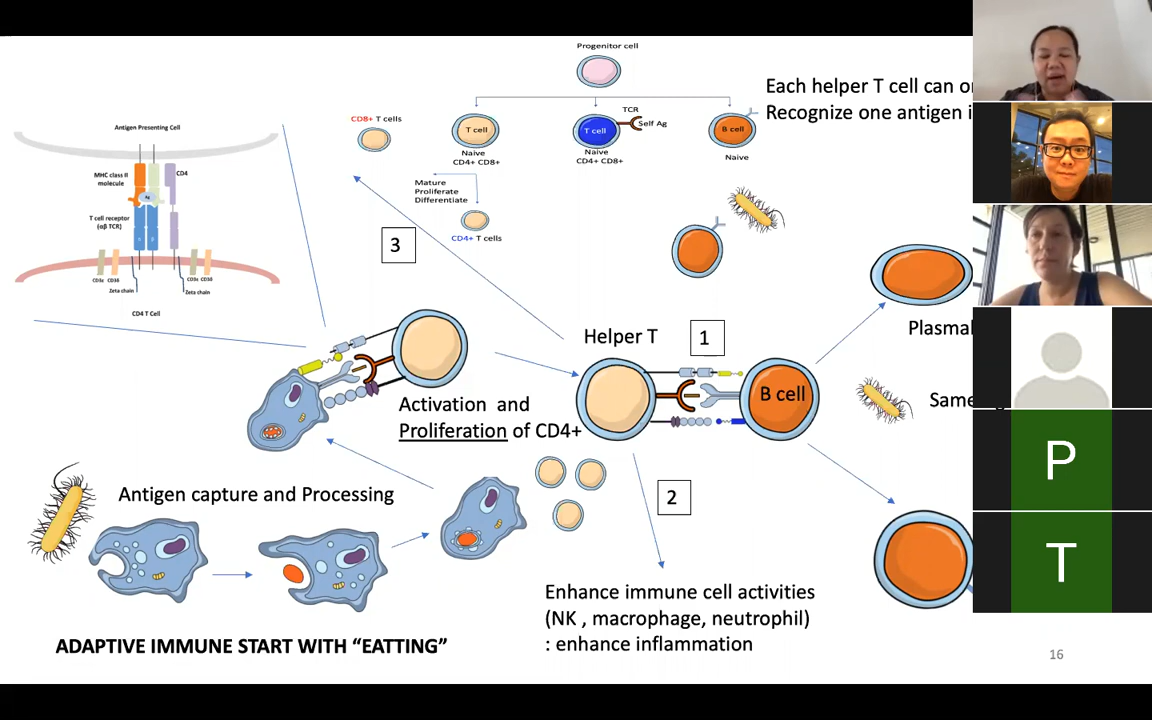 Progenitor cell
Each helper T cell can
Recognize one antigen
TCR
Self Ag
CD8+ T cells
T cell
T cell
B cell
Naive
CD4+ CD8+
Naive
CD4+ CD8+
Naive
Mature
Proliferate
Differentiate
CD4+ T cells
Antigen Presenting Cell
MHC class II
molecule
CD4
Ag
T cell receptor
(αβ TCR)
CD3ε
CD3δ
CD3ε
CD3δ
Zeta chain
Zeta chain
CD4 T Cell
3
Helper T
1
B cell
Activation and
Proliferation of CD4+
2
Antigen capture and Processing
Enhance immune cell activities
(NK , macrophage, neutrophil)
: enhance inflammation
ADAPTIVE IMMUNE START WITH “EATTING”
Same
16
P
T